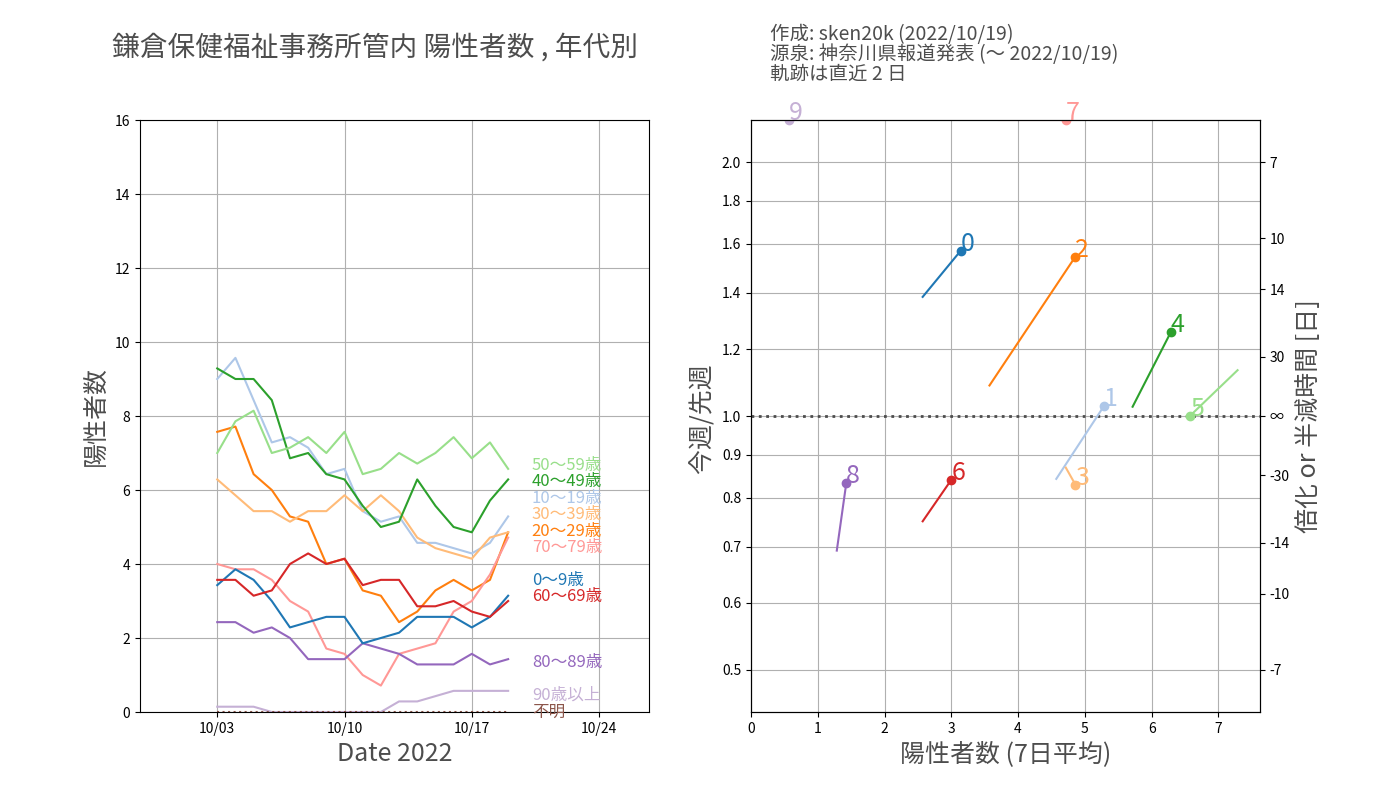 鎌倉保健福祉事務所管内 陽性者数 , 年代別
作成: sken20k (2022/10/19)
源泉: 神奈川県報道発表 (～ 2022/10/19)
軌跡は直近 2 日
陽性者数
16
14
12
10
8
6
4
2
0
10/03
10/10
10/17
10/24
Date 2022
50～59歳
40～49歳
10～19歳
30～39歳
20～29歳
70～79歳
0～9歳
60～69歳
80～89歳
90歳以上
不明
今週/先週
2.0
1.8
1.6
1.4
1.2
1.0
0.9
0.8
0.7
0.6
0.5
9
7
0
2
4
1
5
8
6
3
0
1
2
3
4
5
6
7
陽性者数 (7日平均)
7
10
14
30
∞
-30
-14
-10
-7
倍化 or 半減時間 [日]